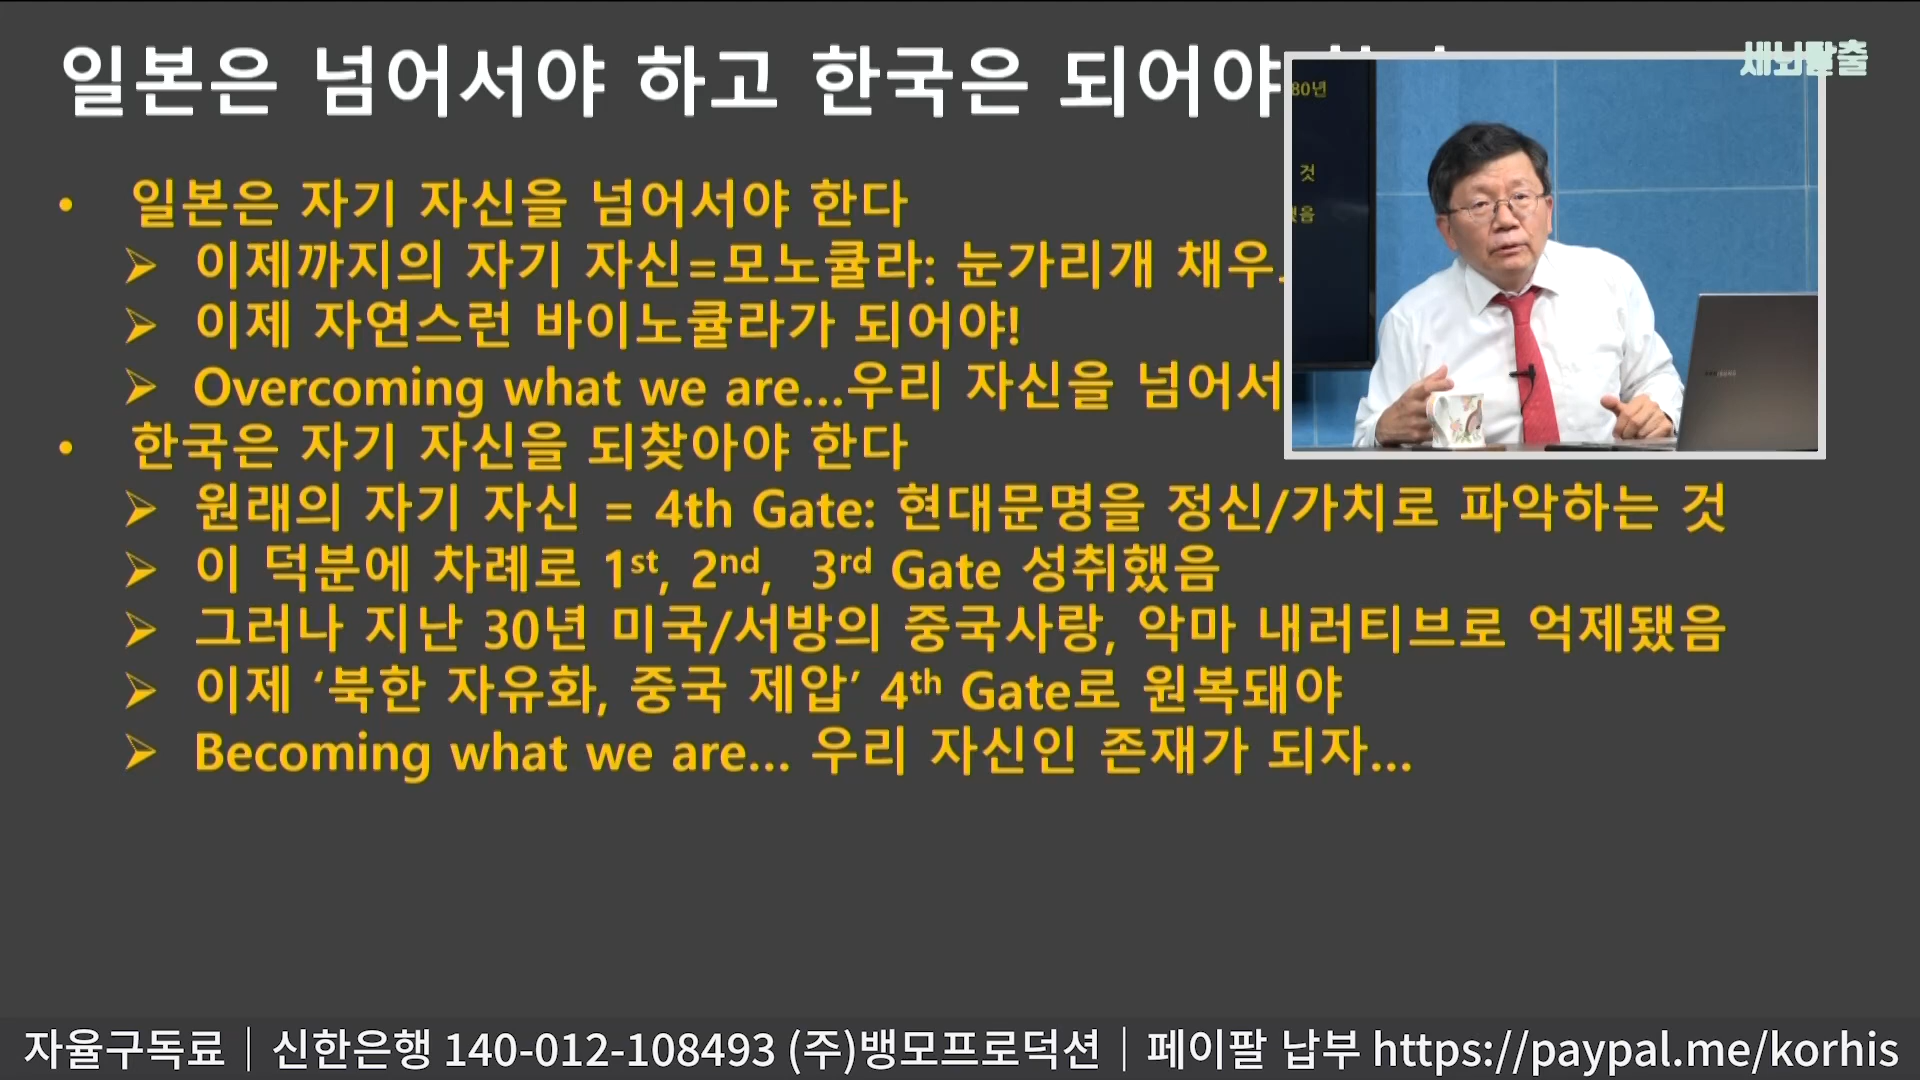 일본은 넘어서야 하고 한국은 되어야
세뇌탈출
80년
것
음
• 일본은 자기 자신을 넘어서야 한다
➢ 이제까지의 자기 자신=모노큘라: 눈가리개 채우
➢ 이제 자연스런 바이노큘라가 되어야!
➢ Overcoming what we are...우리 자신을 넘어서
• 한국은 자기 자신을 되찾아야 한다
➢ 원래의 자기 자신 = 4th Gate: 현대문명을 정신/가치로 파악하는 것
➢ 이 덕분에 차례로 1st, 2nd, 3rd Gate 성취했음
➢ 그러나 지난 30년 미국/서방의 중국사랑, 악마 내러티브로 억제됐음
➢ 이제 ‘북한 자유화, 중국 제압’ 4th Gate로 원복돼야
➢ Becoming what we are... 우리 자신인 존재가 되자...
자율구독료│신한은행 140-012-108493 (주)뱅모프로덕션│페이팔 납부 https://paypal.me/korhis